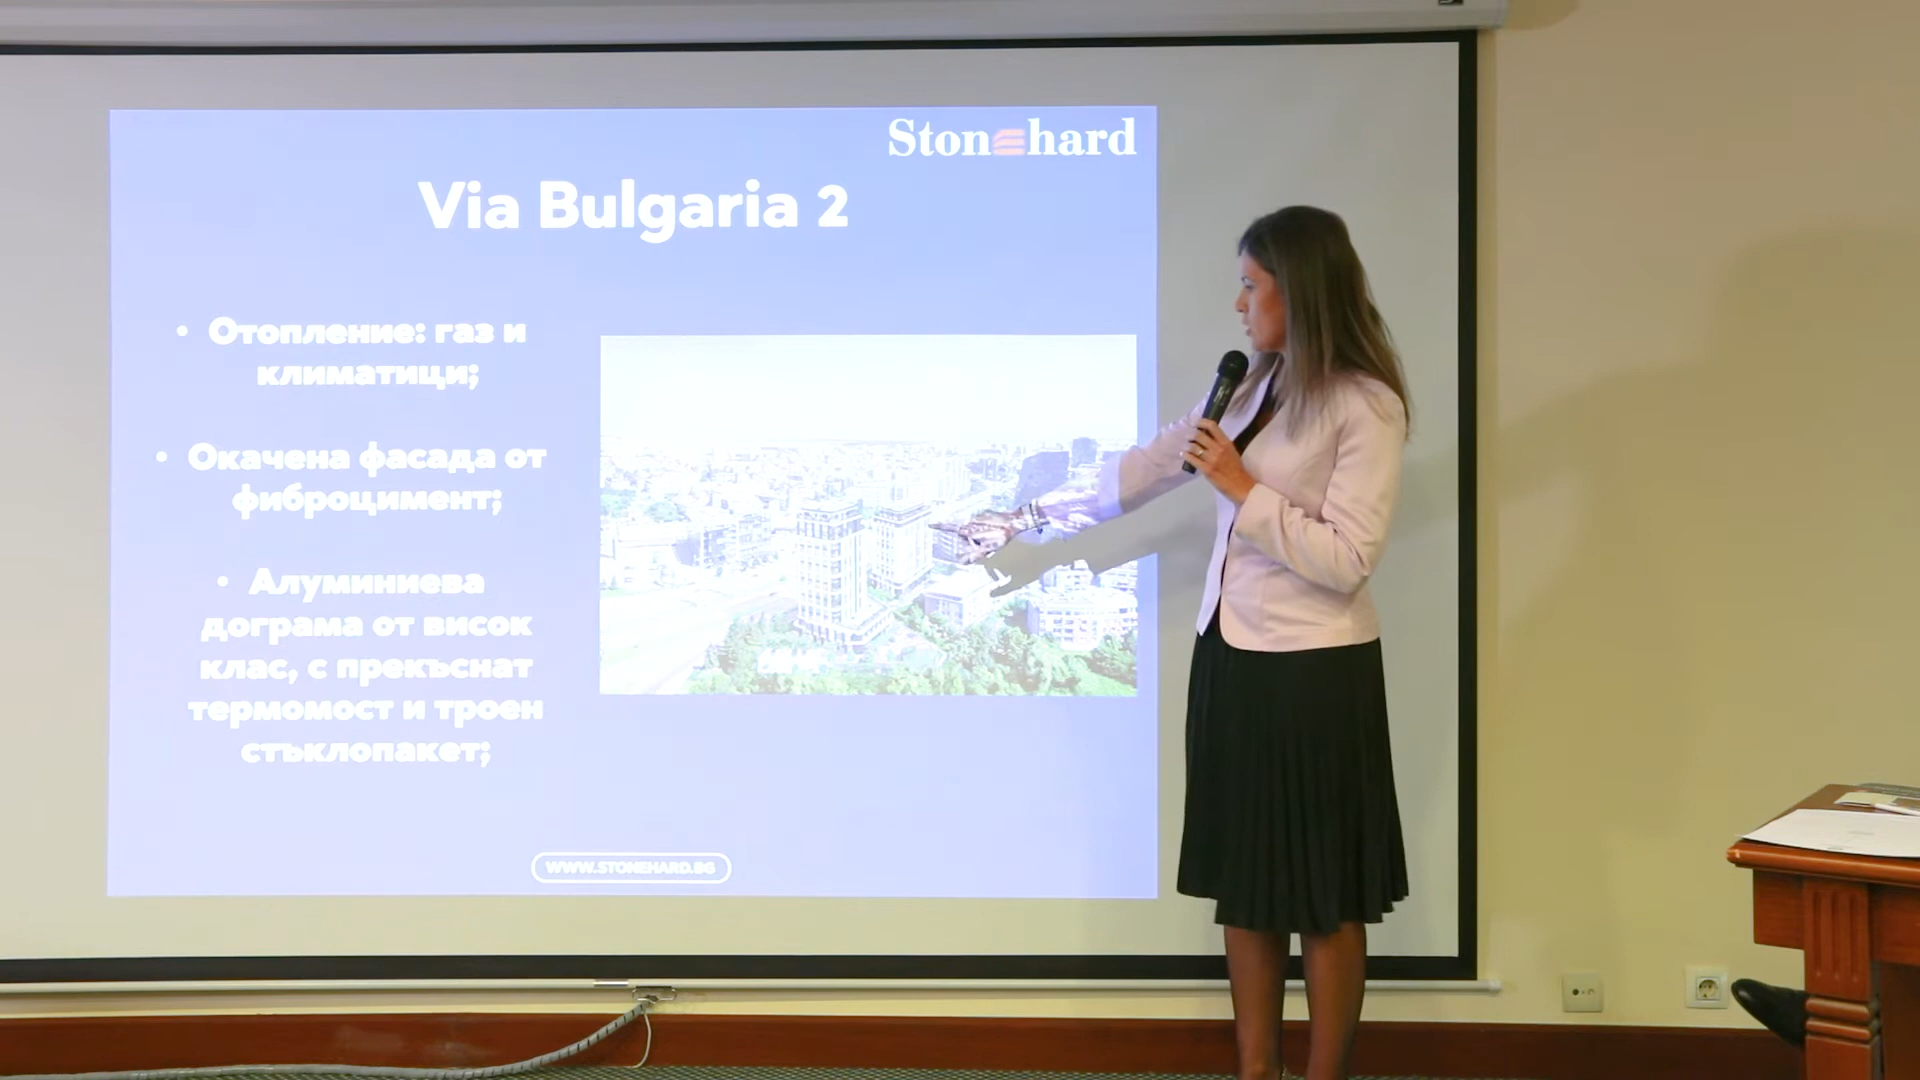 Stonehard
Via Bulgaria 2
• Отопление: газ и
климатици;
• Окачена фасада от
фиброцимент;
• Алуминиева
дограма от висок
клас, с прекъснат
термомост и троен
стъклопакет;
WWW.STONEHARD.BG